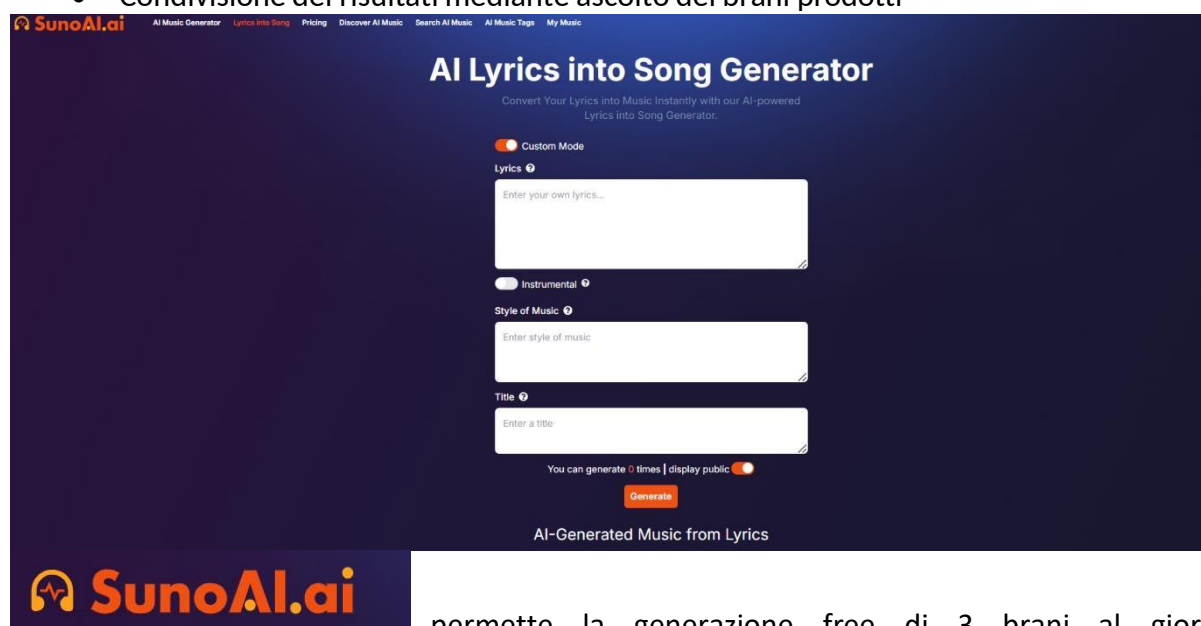 Condivisione dei risultati mediante ascolto dei brani prodotti
SunoAI.ai AI Music Generator Lyrics into Song Pricing Discover AI Music Search AI Music AI Music Tags My Music
AI Lyrics into Song Generator
Convert Your Lyrics into Music Instantly with our AI-powered
Lyrics into Song Generator.
Custom Mode
Lyrics
Enter your own lyrics...
Instrumental
Style of Music
Enter style of music
Title
Enter a title
You can generate 0 times | display public
Generate
AI-Generated Music from Lyrics
SunoAI.ai
permette la generazione free di 3 brani al